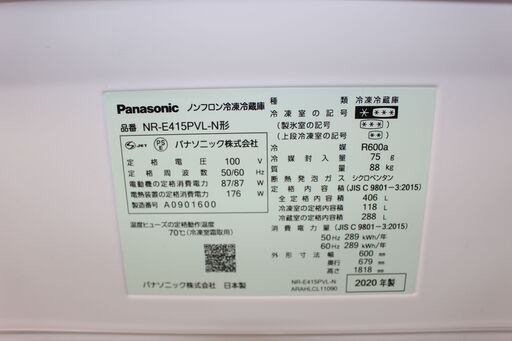 Panasonic ノンフロン冷凍冷蔵庫
品番 NR-E415PVL-N形
JET PSE パナソニック株式会社
定格電圧 100 V
定格周波数 50/60 Hz
電動機の定格消費電力 87/87 W
電熱装置の定格消費電力 176 W
製造番号 A0901600
温度ヒューズの定格動作温度
70℃(冷凍室霜取用)
パナソニック株式会社 日本製
種類 冷凍冷蔵庫
冷凍室の記号 * ***
(製氷室の記号 **)
(上段冷凍室の記号 **)
冷媒 R600a
冷媒封入量 75 g
質量 88 kg
断熱発泡ガス シクロペンタン
定格内容積(JIS C 9801-3:2015)
全定格内容積 406 L
冷凍室の定格内容積 118 L
冷蔵室の定格内容積 288 L
消費電力量(JIS C 9801-3:2015)
50 Hz 289 kWh/年
60 Hz 289 kWh/年
外形寸法 幅 600 mm
奥行 679 mm
高さ 1818 mm
NR-E415PVL-N
ARAHLCL11090
2020年製